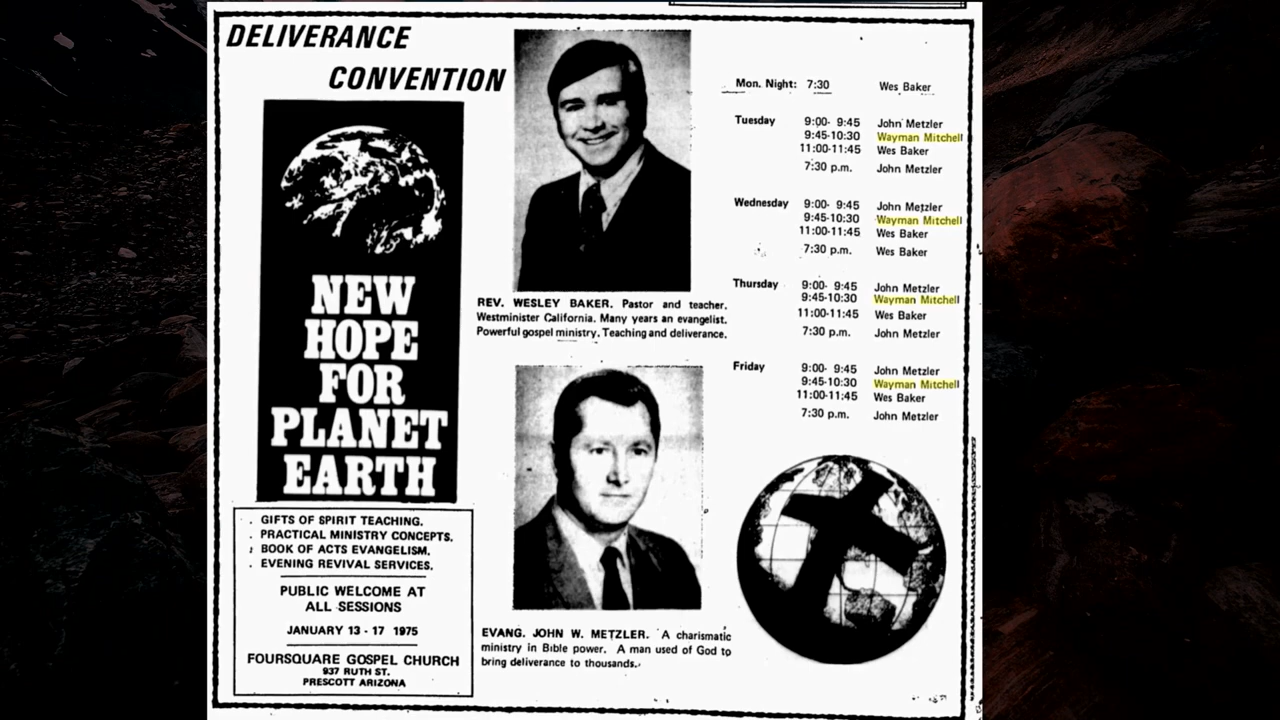 DELIVERANCE
CONVENTION
NEW
HOPE
FOR
PLANET
EARTH
. GIFTS OF SPIRIT TEACHING.
. PRACTICAL MINISTRY CONCEPTS.
. BOOK OF ACTS EVANGELISM.
. EVENING REVIVAL SERVICES.
PUBLIC WELCOME AT
ALL SESSIONS
JANUARY 13 - 17 1975
FOURSQUARE GOSPEL CHURCH
937 RUTH ST.
PRESCOTT ARIZONA
REV. WESLEY BAKER. Pastor and teacher.
Westminister California. Many years an evangelist.
Powerful gospel ministry. Teaching and deliverance.
EVANG. JOHN W. METZLER. A charismatic
ministry in Bible power. A man used of God to
bring deliverance to thousands.
Mon. Night: 7:30 Wes Baker
Tuesday 9:00- 9:45 John Metzler
9:45-10:30 Wayman Mitchell
11:00-11:45 Wes Baker
7:30 p.m. John Metzler
Wednesday 9:00- 9:45 John Metzler
9:45-10:30 Wayman Mitchell
11:00-11:45 Wes Baker
7:30 p.m. Wes Baker
Thursday 9:00- 9:45 John Metzler
9:45-10:30 Wayman Mitchell
11:00-11:45 Wes Baker
7:30 p.m. John Metzler
Friday 9:00- 9:45 John Metzler
9:45-10:30 Wayman Mitchell
11:00-11:45 Wes Baker
7:30 p.m. John Metzler